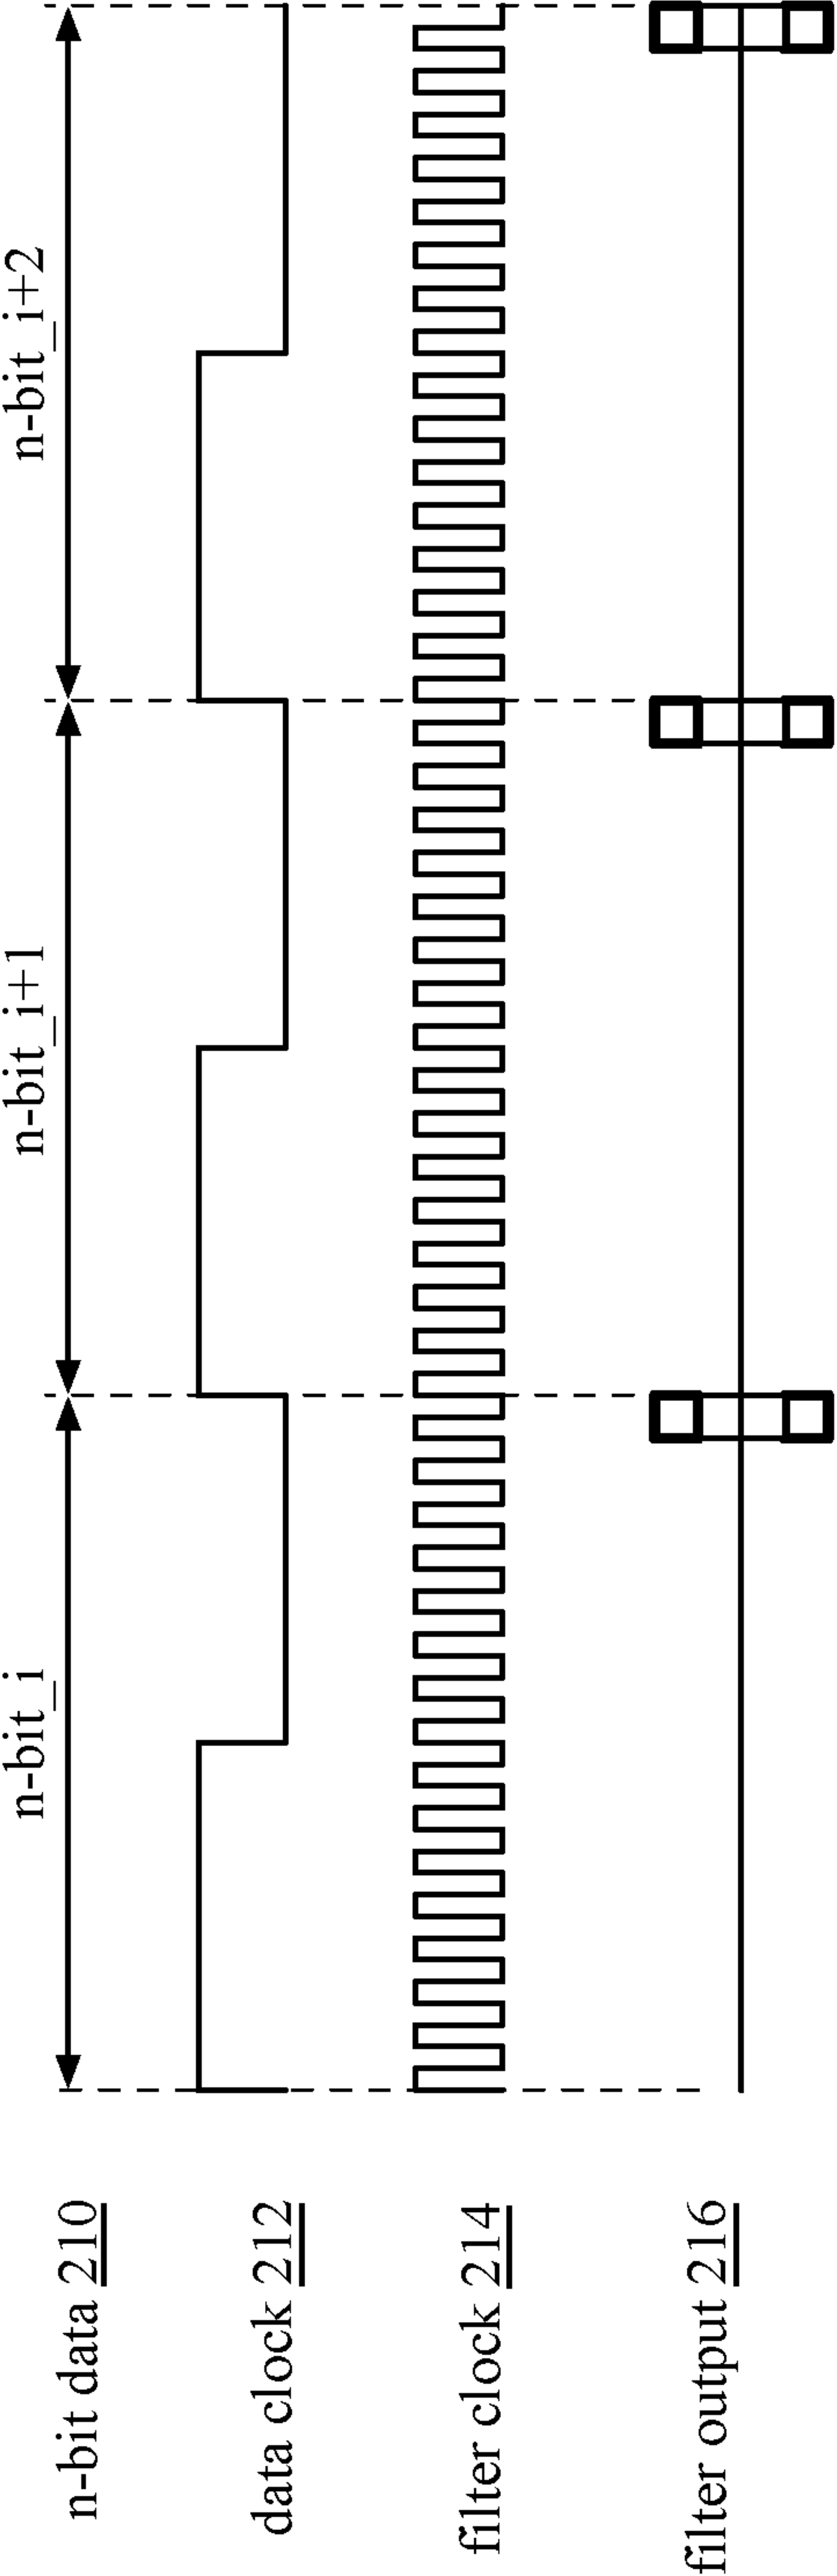 n-bit data 210
n-bit_i
n-bit_i+1
n-bit_i+2
data clock 212
filter clock 214
filter output 216